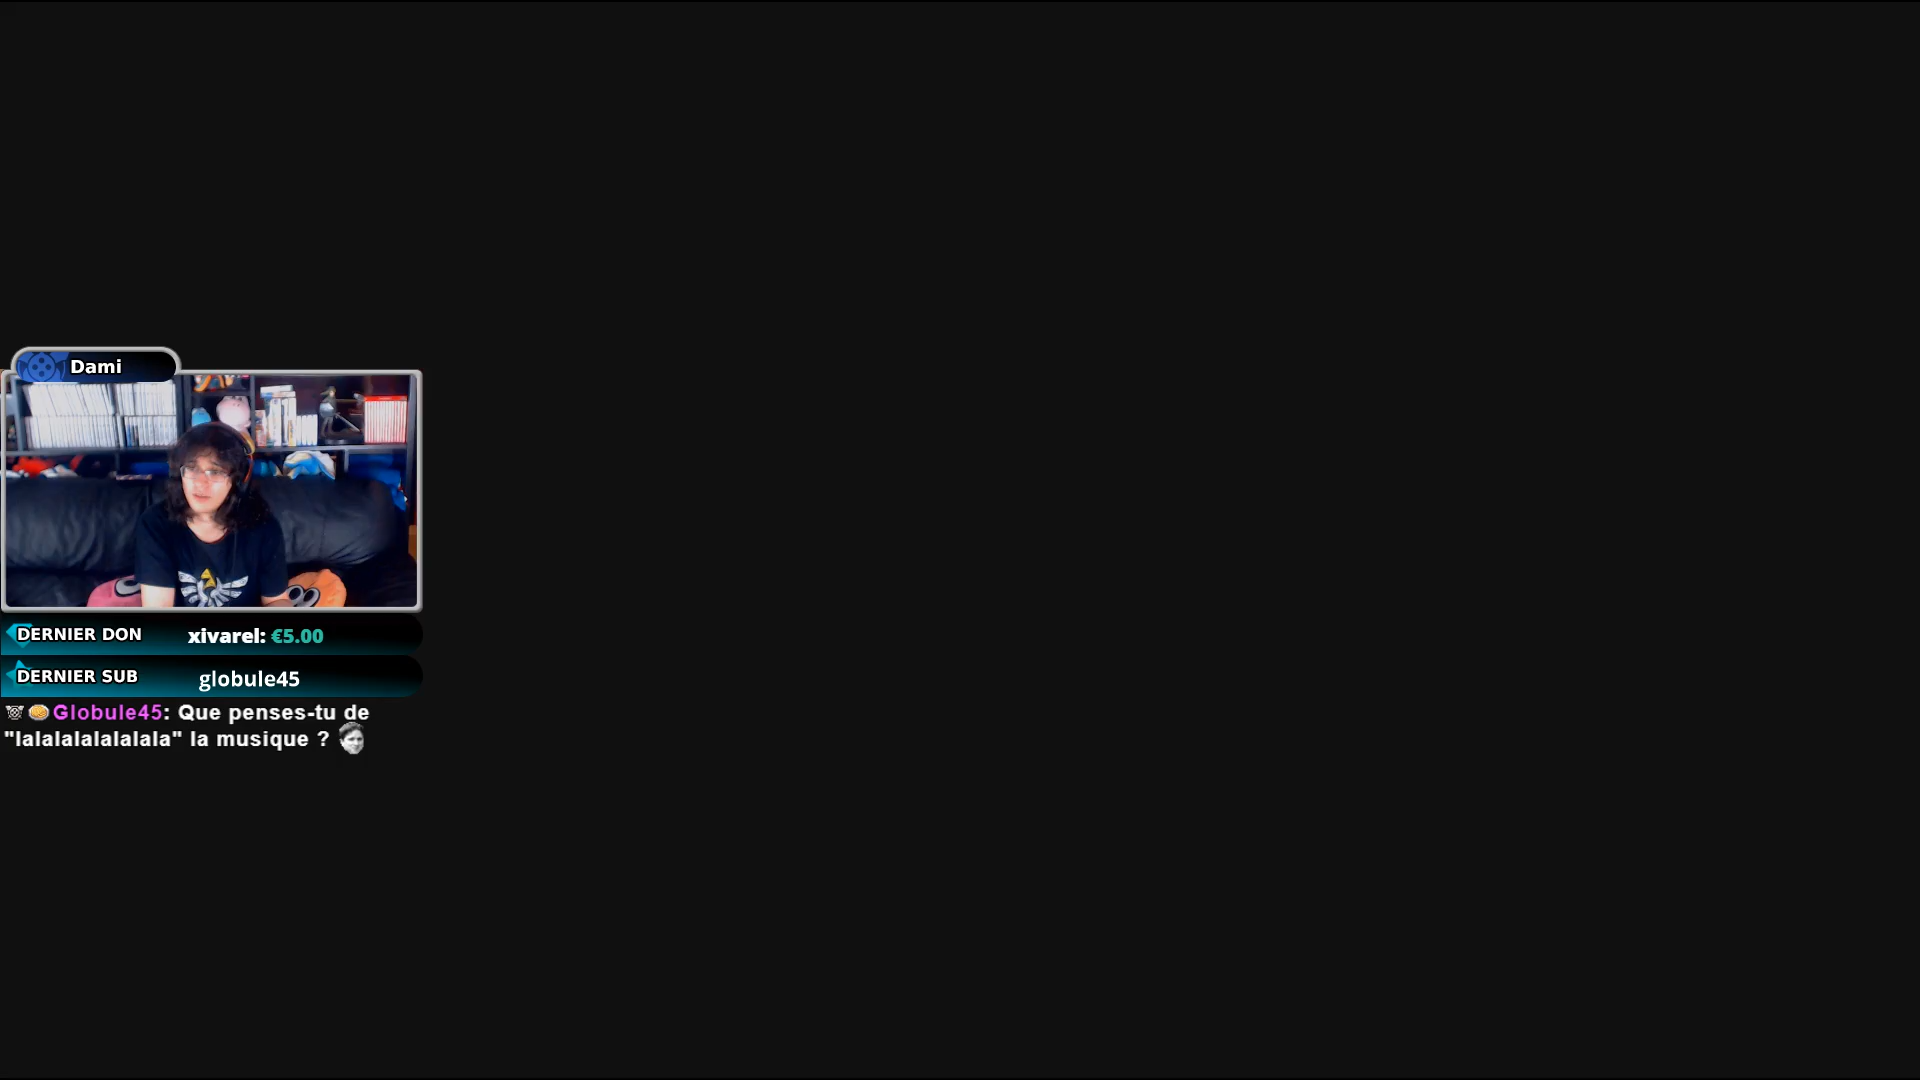 Dami
DERNIER DON xivarel: €5.00
DERNIER SUB globule45
Globule45: Que penses-tu de
"lalalalalalalala" la musique ?